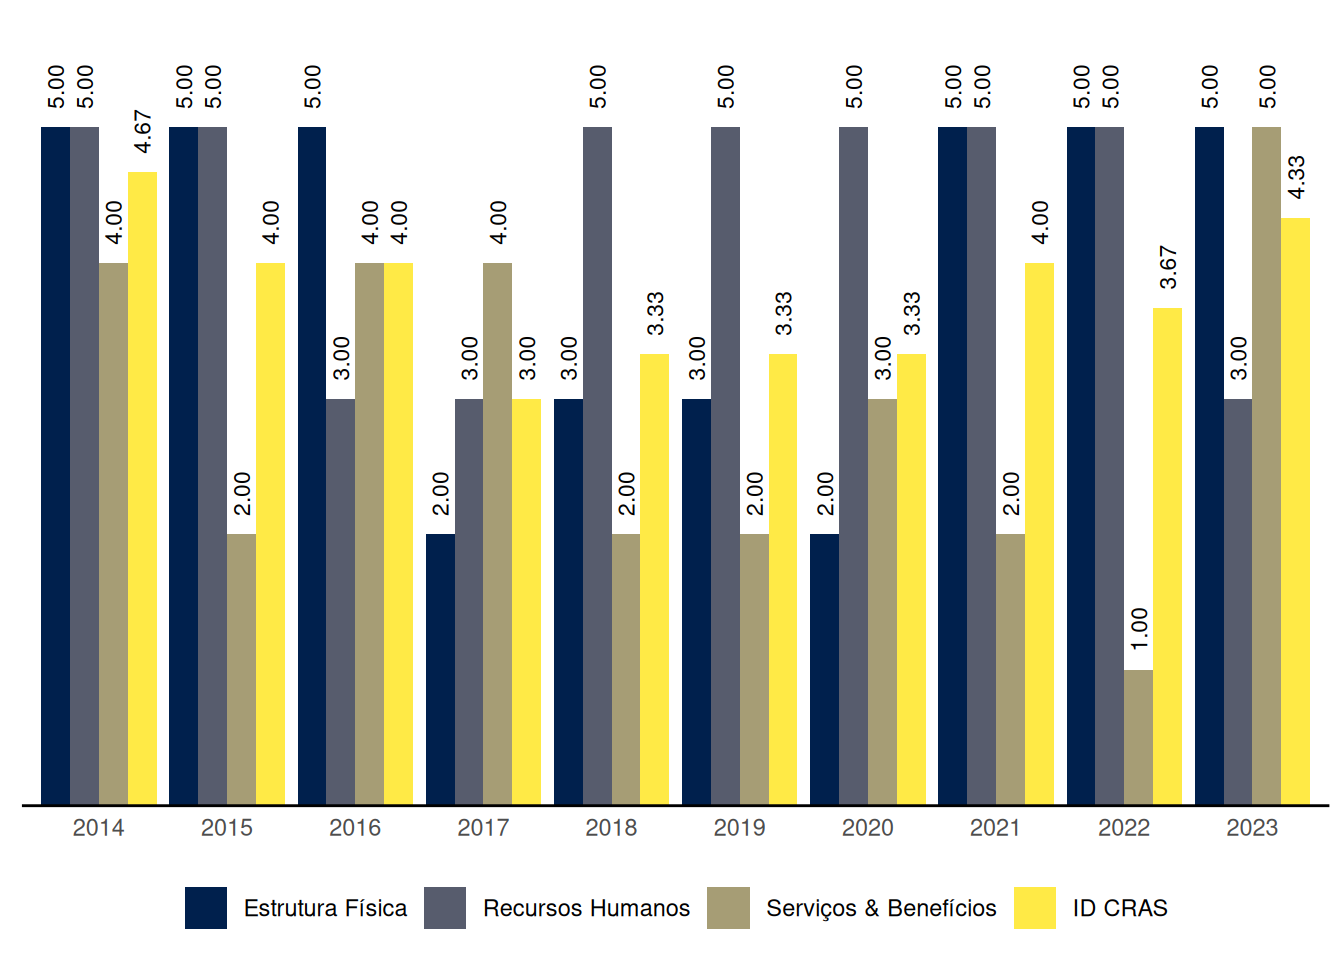 5.00 5.00 4.00 4.67 5.00 5.00 2.00 4.00 5.00 3.00 4.00 4.00 2.00 3.00 4.00 3.00 3.00 5.00 2.00 3.33 3.00 5.00 2.00 3.33 2.00 5.00 3.00 3.33 5.00 5.00 2.00 4.00 5.00 5.00 1.00 3.67 5.00 3.00 5.00 4.33
2014 2015 2016 2017 2018 2019 2020 2021 2022 2023
Estrutura Física Recursos Humanos Serviços & Benefícios ID CRAS